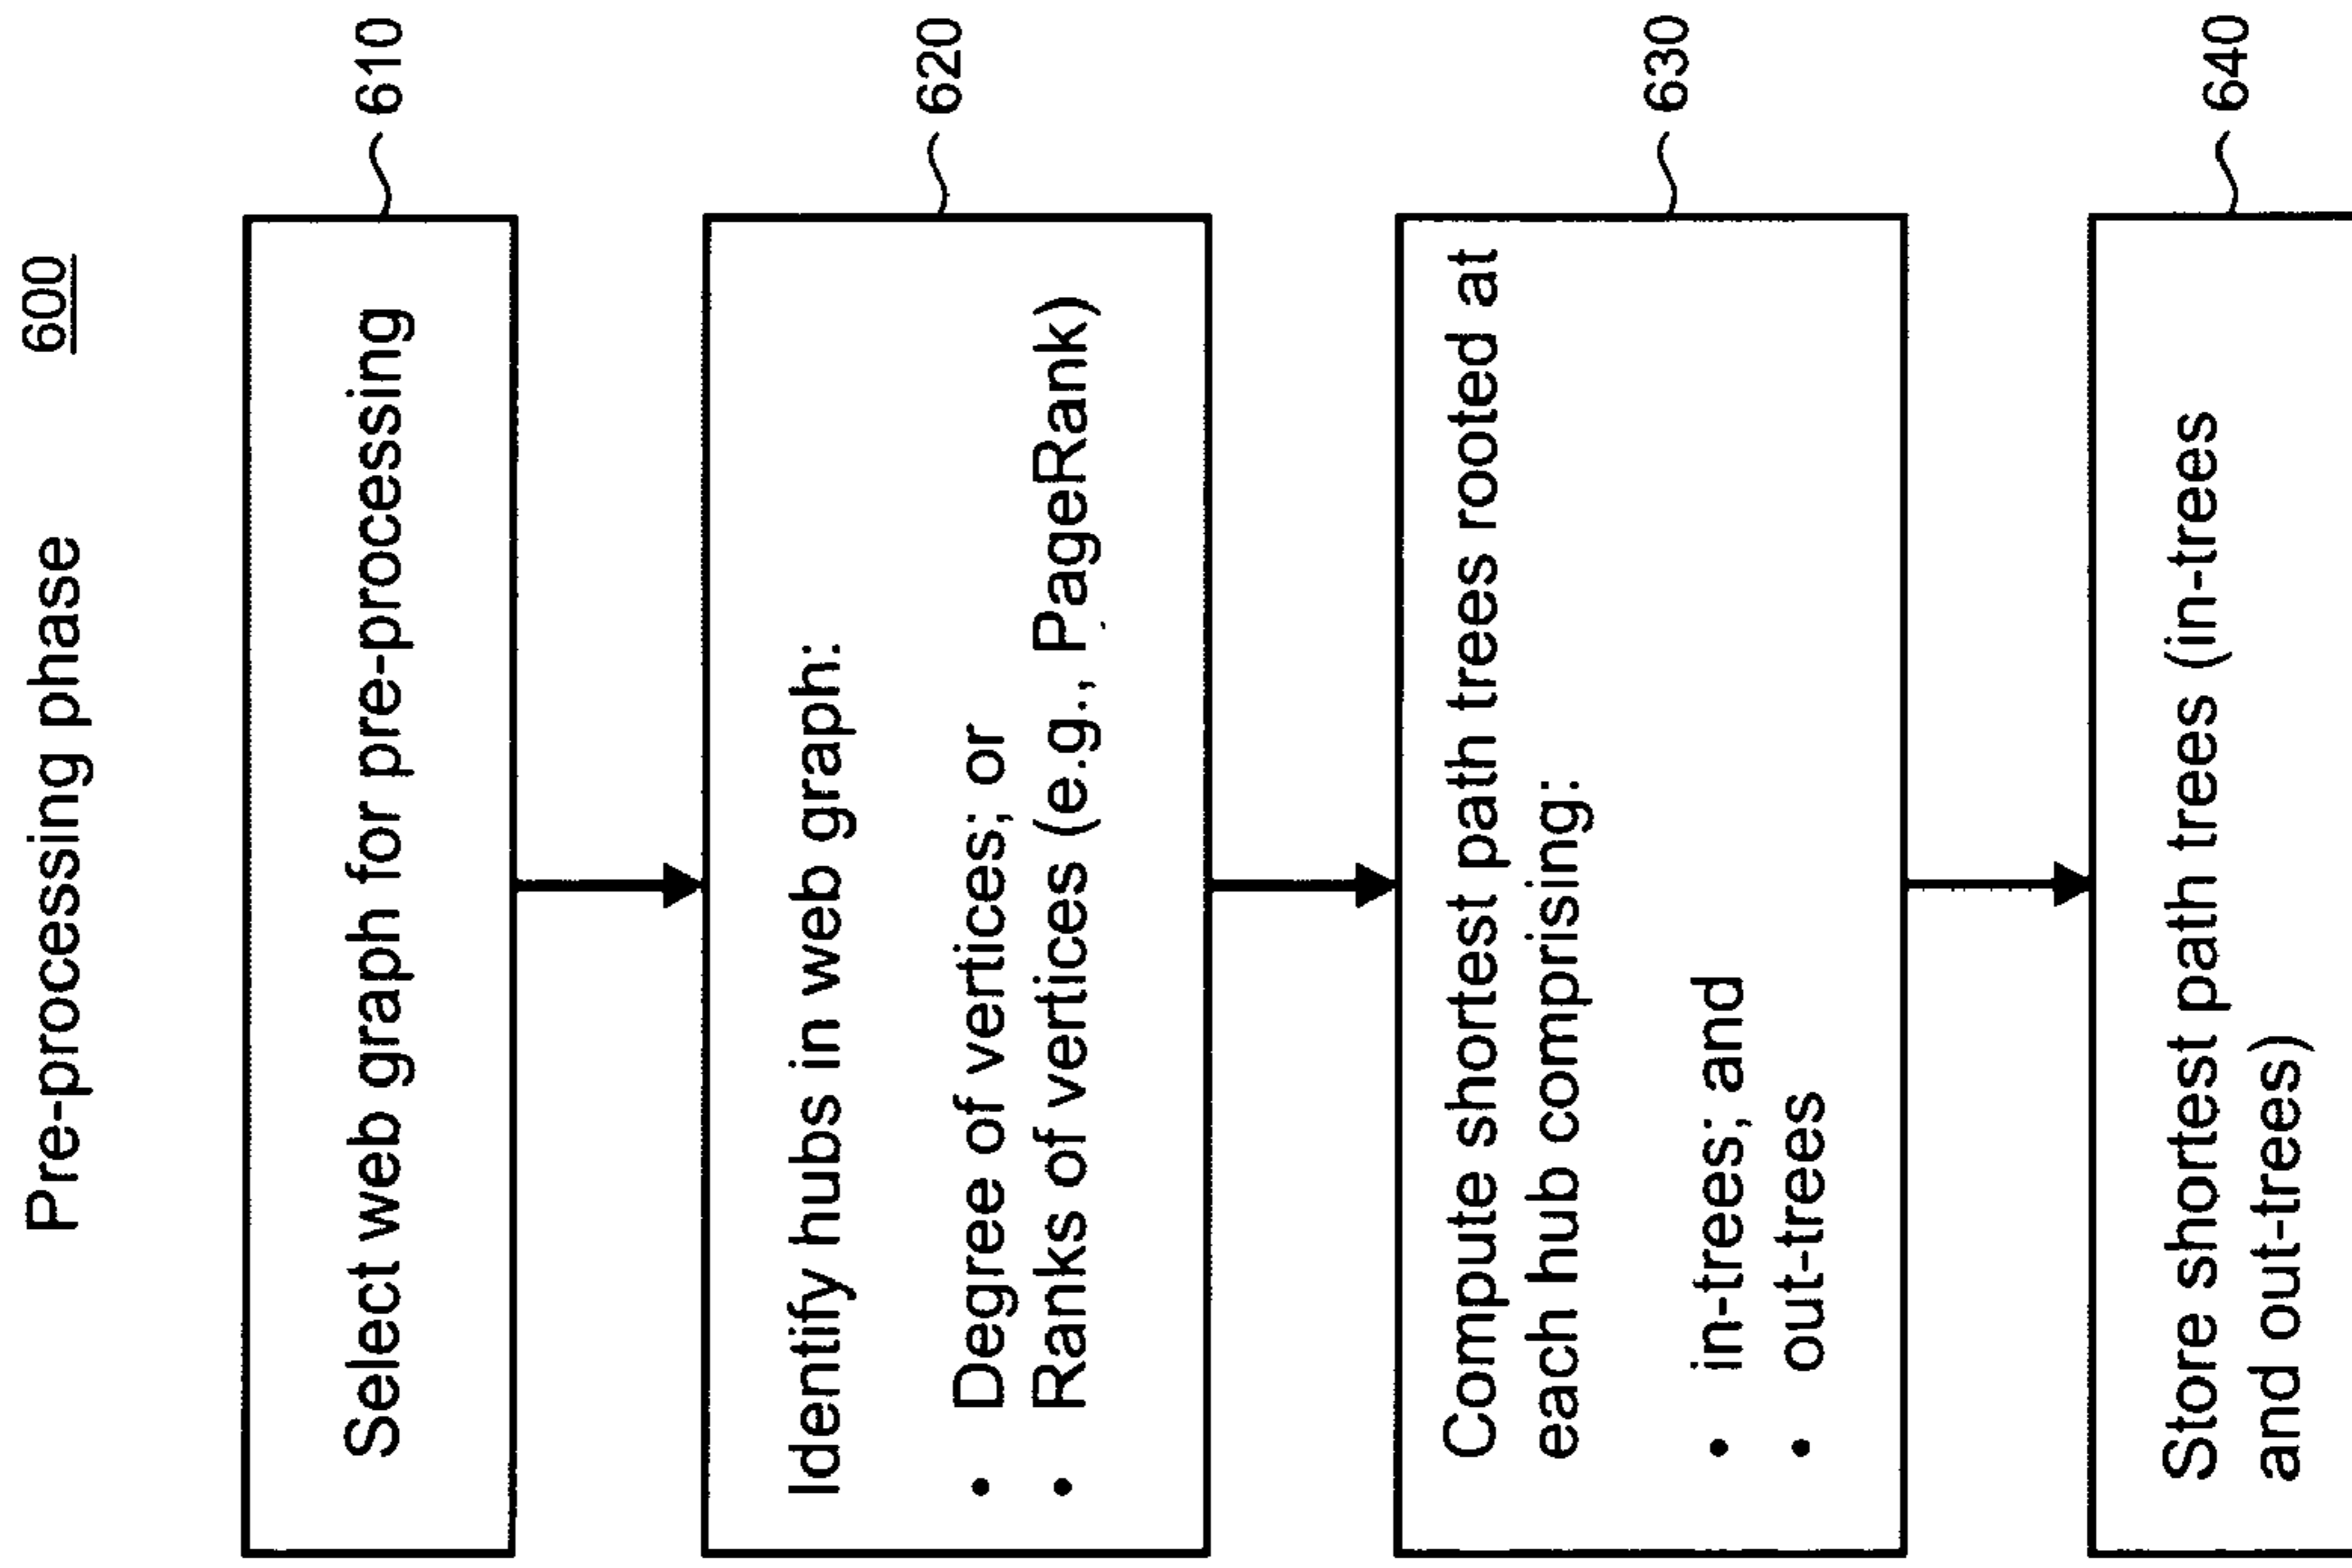 Pre-processing phase 600
Select web graph for pre-processing
610
Identify hubs in web graph:
• Degree of vertices; or
• Ranks of vertices (e.g., PageRank)
620
Compute shortest path trees rooted at
each hub comprising:
• in-trees; and
• out-trees
630
Store shortest path trees (in-trees
and out-trees)
640